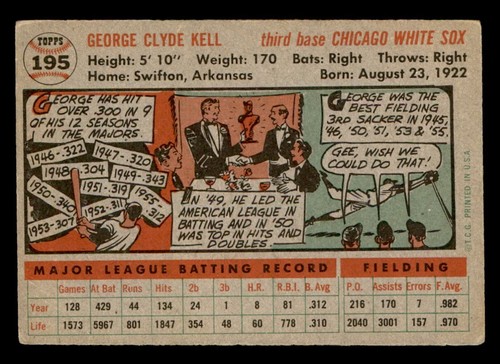 TOPPS
195
GEORGE CLYDE KELL third base CHICAGO WHITE SOX
Height: 5' 10" Weight: 170 Bats: Right Throws: Right
Home: Swifton, Arkansas Born: August 23, 1922
GEORGE HAS HIT
OVER .300 IN 9
OF HIS 12 SEASONS
IN THE MAJORS.
1946-.322
1947-.320
1948-.304
1949-.343
1950-.340
1951-.319
1952-.311
1953-.307
1955-.312
IN '49, HE LED THE
AMERICAN LEAGUE IN
BATTING AND IN '50
WAS TOP IN HITS AND
DOUBLES.
GEORGE WAS THE
BEST FIELDING
3RD SACKER IN 1945,
'46, '50, '51, '53 & '55.
GEE, WISH WE
COULD DO THAT!
© T.C.G. PRINTED IN U.S.A.
MAJOR LEAGUE BATTING RECORD FIELDING
Games At Bat Runs Hits 2b 3b H.R. R.B.I. B.Avg. P.O. Assists Errors F.Avg.
Year 128 429 44 134 24 1 8 81 .312 216 170 7 .982
Life 1573 5967 801 1847 354 48 60 778 .310 2040 3001 157 .970